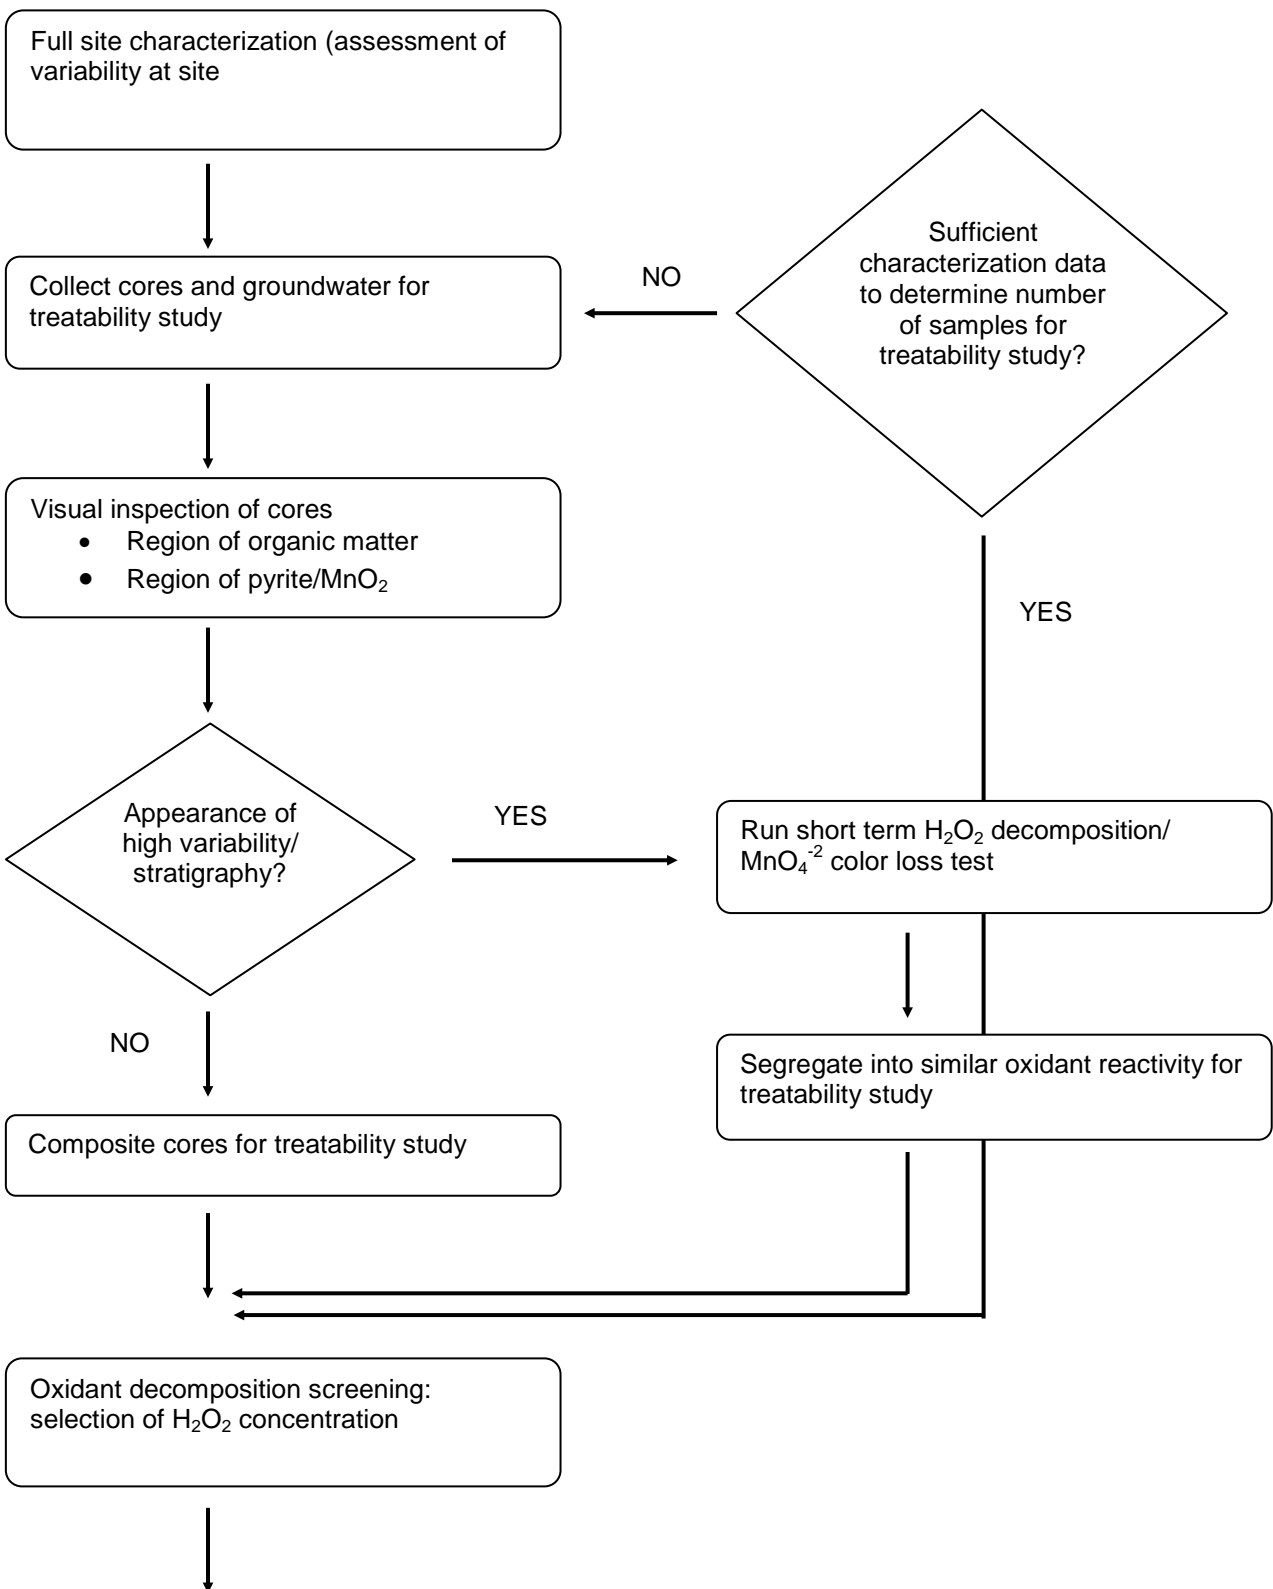 Full site characterization (assessment of
variability at site
Sufficient
characterization data
to determine number
of samples for
treatability study?
NO
Collect cores and groundwater for
treatability study
Visual inspection of cores
• Region of organic matter
• Region of pyrite/MnO₂
YES
Appearance of
high variability/
stratigraphy?
YES
Run short term H₂O₂ decomposition/
MnO₄⁻² color loss test
NO
Segregate into similar oxidant reactivity for
treatability study
Composite cores for treatability study
Oxidant decomposition screening:
selection of H₂O₂ concentration